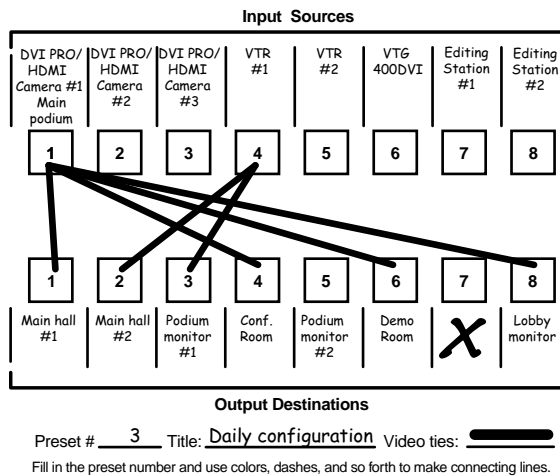 Input Sources
DVI PRO/ HDMI Camera #1 Main podium
DVI PRO/ HDMI Camera #2
DVI PRO/ HDMI Camera #3
VTR #1
VTR #2
VTG 400DVI
Editing Station #1
Editing Station #2
1 2 3 4 5 6 7 8
1 2 3 4 5 6 7 8
Main hall #1
Main hall #2
Podium monitor #1
Conf. Room
Podium monitor #2
Demo Room
X
Lobby monitor
Output Destinations
Preset # 3 Title: Daily configuration Video ties:
Fill in the preset number and use colors, dashes, and so forth to make connecting lines.